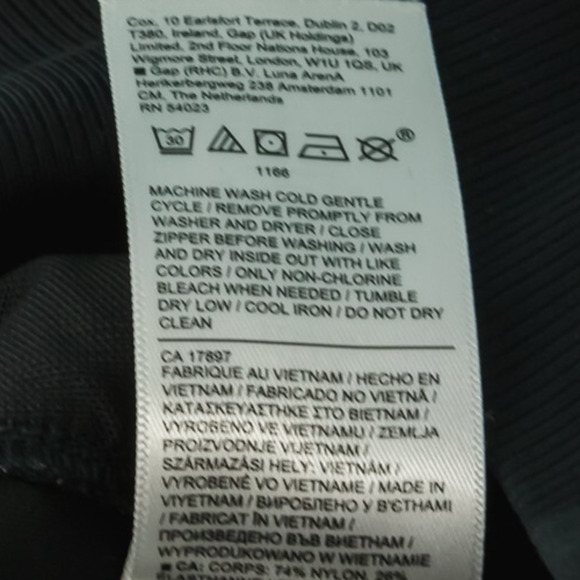 Cox, 10 Earlsfort Terrace, Dublin 2, D02
T380, Ireland, Gap (UK Holdings)
Limited, 2nd Floor Nations House, 103
Wigmore Street, London, W1U 1QS, UK
■ Gap (RHC) B.V. Luna ArenA
Herikerbergweg 238 Amsterdam 1101
CM, The Netherlands
RN 54023
30
®
1166
MACHINE WASH COLD GENTLE
CYCLE / REMOVE PROMPTLY FROM
WASHER AND DRYER / CLOSE
ZIPPER BEFORE WASHING / WASH
AND DRY INSIDE OUT WITH LIKE
COLORS / ONLY NON-CHLORINE
BLEACH WHEN NEEDED / TUMBLE
DRY LOW / COOL IRON / DO NOT DRY
CLEAN
CA 17897
FABRIQUE AU VIETNAM / HECHO EN
VIETNAM / FABRICADO NO VIETNÃ /
ΚΑΤΑΣΚΕΥΑΣΤΗΚΕ ΣΤΟ ΒΙΕΤΝΑΜ /
VYROBENO VE VIETNAMU / ZEMLJA
PROIZVODNJE VIJETNAM /
SZÁRMAZÁSI HELY: VIETNÁM /
VYROBENÉ VO VIETNAME / MADE IN
VIYETNAM / ВИРОБЛЕНО У В'ЄТНАМІ
/ FABRICAT ÎN VIETNAM /
ПРОИЗВЕДЕНО ВЪВ ВИЕТНАМ /
WYPRODUKOWANO W WIETNAMIE
■ CA: CORPS: 74% NYLON, 26%